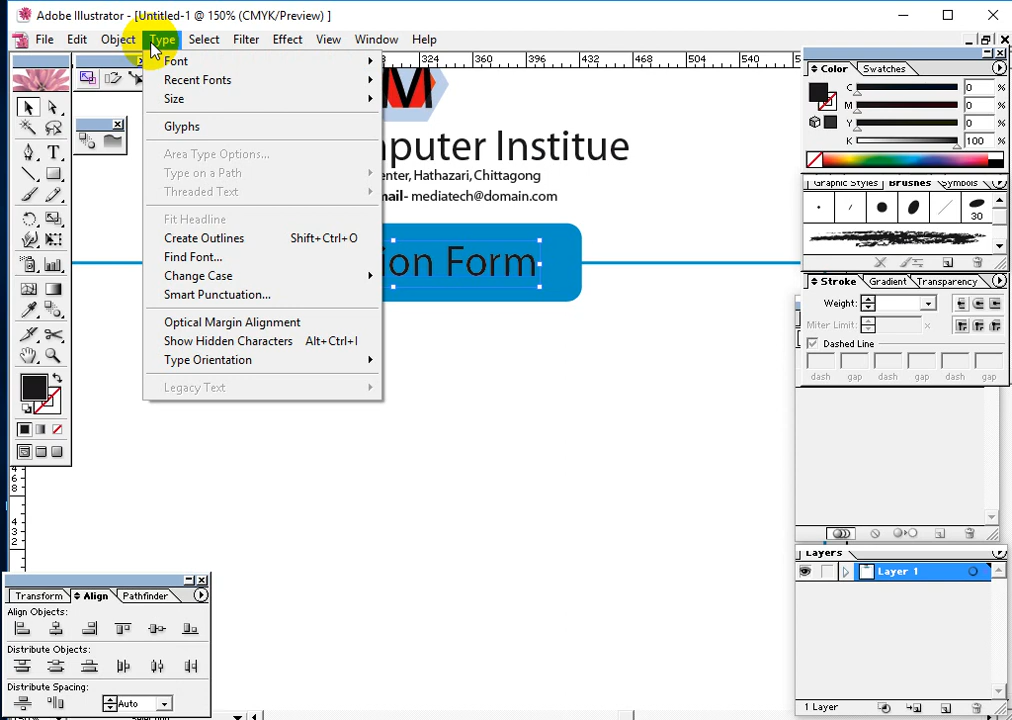 Adobe Illustrator - [Untitled-1 @ 150% (CMYK/Preview) ]
File Edit Object Type Select Filter Effect View Window Help
Font
Recent Fonts
Size
Glyphs
Area Type Options...
Type on a Path
Threaded Text
Fit Headline
Create Outlines Shift+Ctrl+O
Find Font...
Change Case
Smart Punctuation...
Optical Margin Alignment
Show Hidden Characters Alt+Ctrl+I
Type Orientation
Legacy Text
324 360 396 432 468 504 540
M
nputer Institue
enter, Hathazari, Chittagong
mail- mediatech@domain.com
ion Form
Color Swatches
C 0 %
M 0 %
Y 0 %
K 100 %
Graphic Styles Brushes Symbols
30
Stroke Gradient Transparency
Weight:
Miter Limit: x
Dashed Line
dash gap dash gap dash gap
Layers
Layer 1
1 Layer
Transform Align Pathfinder
Align Objects:
Distribute Objects:
Distribute Spacing:
Auto